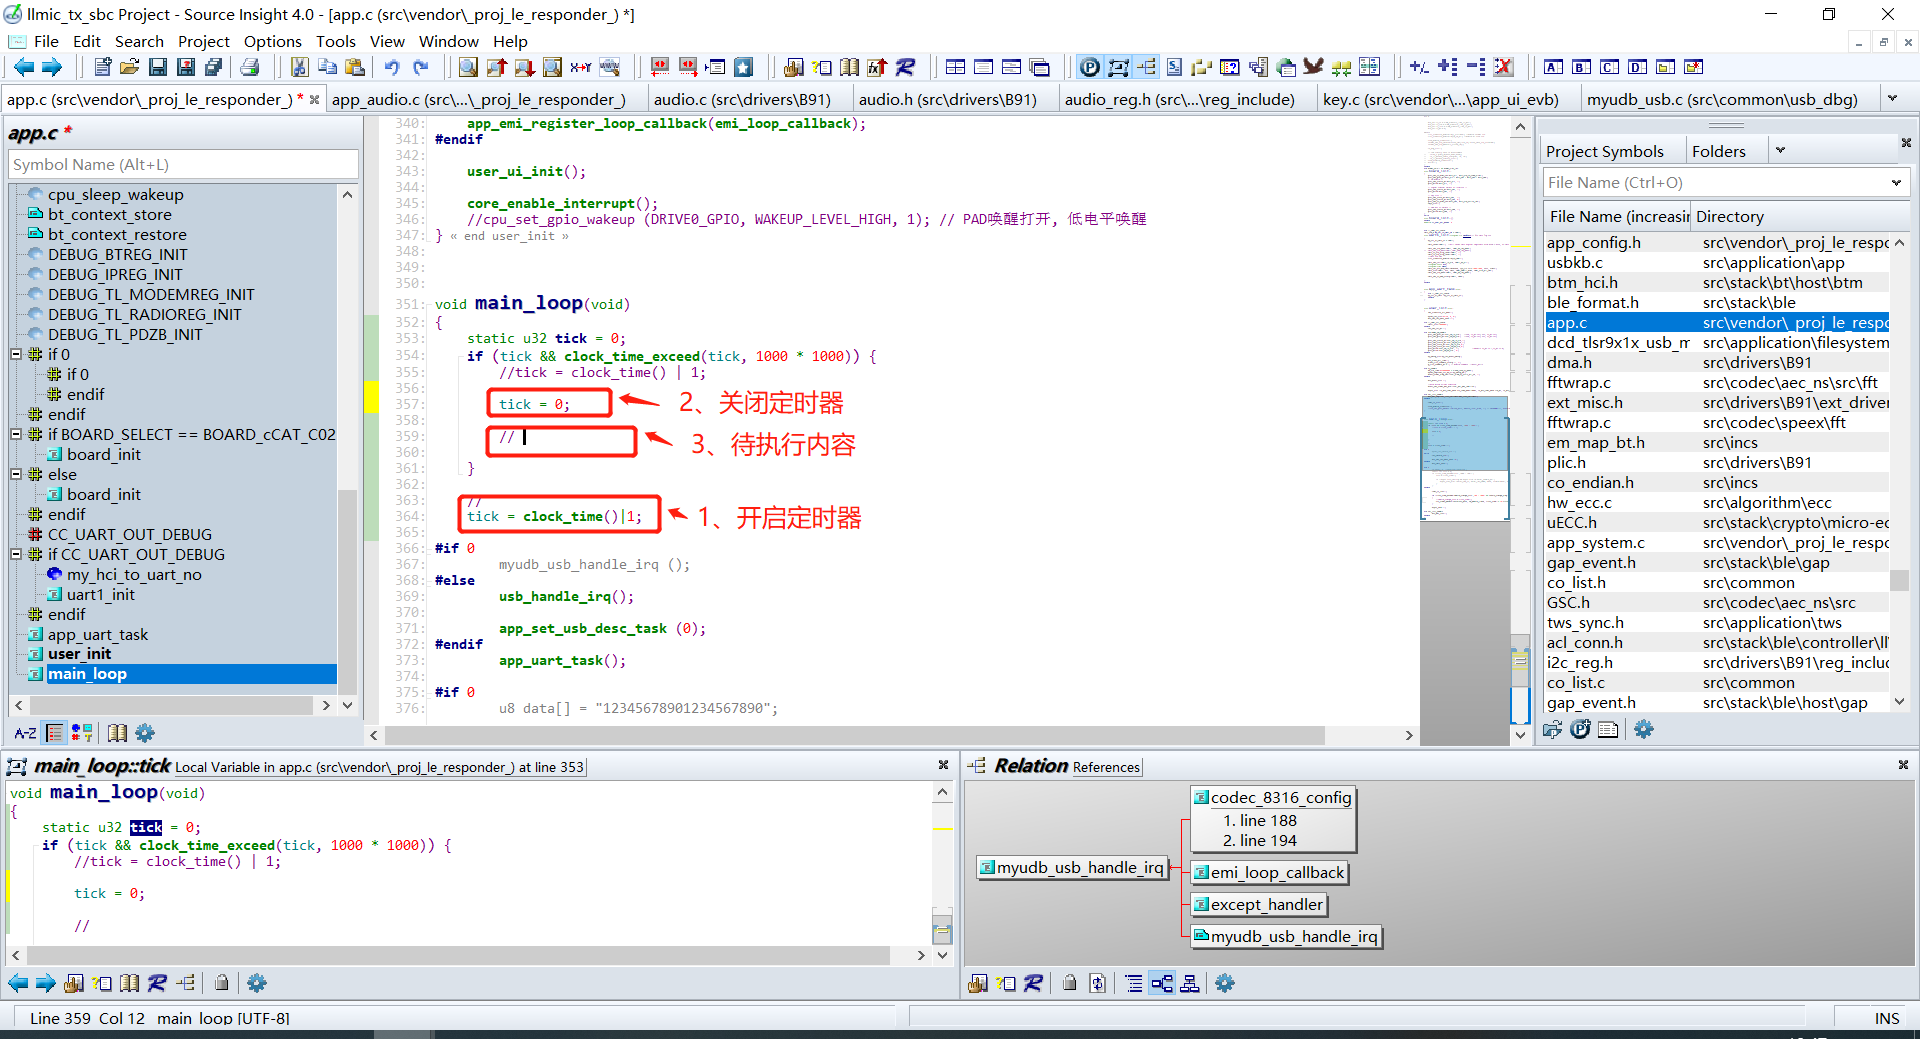 llmic_tx_sbc Project - Source Insight 4.0 - [app.c (src\vendor\_proj_le_responder_) *]
File Edit Search Project Options Tools View Window Help
app.c (src\vendor\_proj_le_responder_) * app_audio.c (src\...\_proj_le_responder_) audio.c (src\drivers\B91) audio.h (src\drivers\B91) audio_reg.h (src\...\reg_include) key.c (src\vendor\...\app_ui_evb) myudb_usb.c (src\common\usb_dbg)
app.c *
Symbol Name (Alt+L)
cpu_sleep_wakeup
bt_context_store
bt_context_restore
DEBUG_BTREG_INIT
DEBUG_IPREG_INIT
DEBUG_TL_MODEMREG_INIT
DEBUG_TL_RADIOREG_INIT
DEBUG_TL_PDZB_INIT
if 0
if 0
endif
endif
if BOARD_SELECT == BOARD_cCAT_C02
board_init
else
board_init
endif
CC_UART_OUT_DEBUG
if CC_UART_OUT_DEBUG
my_hci_to_uart_no
uart1_init
endif
app_uart_task
user_init
main_loop
A-Z
340: app_emi_register_loop_callback(emi_loop_callback);
341: #endif
342:
343: user_ui_init();
344:
345: core_enable_interrupt();
346: //cpu_set_gpio_wakeup (DRIVE0_GPIO, WAKEUP_LEVEL_HIGH, 1); // PAD唤醒打开, 低电平唤醒
347: } « end user_init »
348:
349:
350:
351: void main_loop(void)
352: {
353: static u32 tick = 0;
354: if (tick && clock_time_exceed(tick, 1000 * 1000)) {
355: //tick = clock_time() | 1;
356:
357: tick = 0; 2、关闭定时器
358:
359: // 3、待执行内容
360:
361: }
362:
363: //
364: tick = clock_time()|1; 1、开启定时器
365:
366: #if 0
367: myudb_usb_handle_irq ();
368: #else
369: usb_handle_irq();
370:
371: app_set_usb_desc_task (0);
372: #endif
373: app_uart_task();
374:
375: #if 0
376: u8 data[] = "12345678901234567890";
Project Symbols Folders
File Name (Ctrl+O)
File Name (increasir Directory
app_config.h src\vendor\_proj_le_respo
usbkb.c src\application\app
btm_hci.h src\stack\bt\host\btm
ble_format.h src\stack\ble
app.c src\vendor\_proj_le_respo
dcd_tlsr9x1x_usb_m src\application\filesystem
dma.h src\drivers\B91
fftwrap.c src\codec\aec_ns\src\fft
ext_misc.h src\drivers\B91\ext_driver
fftwrap.c src\codec\speex\fft
em_map_bt.h src\incs
plic.h src\drivers\B91
co_endian.h src\incs
hw_ecc.c src\algorithm\ecc
uECC.h src\stack\crypto\micro-ec
app_system.c src\vendor\_proj_le_respo
gap_event.h src\stack\ble\gap
co_list.h src\common
GSC.h src\codec\aec_ns\src
tws_sync.h src\application\tws
acl_conn.h src\stack\ble\controller\ll
i2c_reg.h src\drivers\B91\reg_includ
co_list.c src\common
gap_event.h src\stack\ble\host\gap
main_loop::tick Local Variable in app.c (src\vendor\_proj_le_responder_) at line 353
void main_loop(void)
{
static u32 tick = 0;
if (tick && clock_time_exceed(tick, 1000 * 1000)) {
//tick = clock_time() | 1;
tick = 0;
//
Relation References
myudb_usb_handle_irq
codec_8316_config
1. line 188
2. line 194
emi_loop_callback
except_handler
myudb_usb_handle_irq
Line 359 Col 12 main_loop [UTF-8] INS